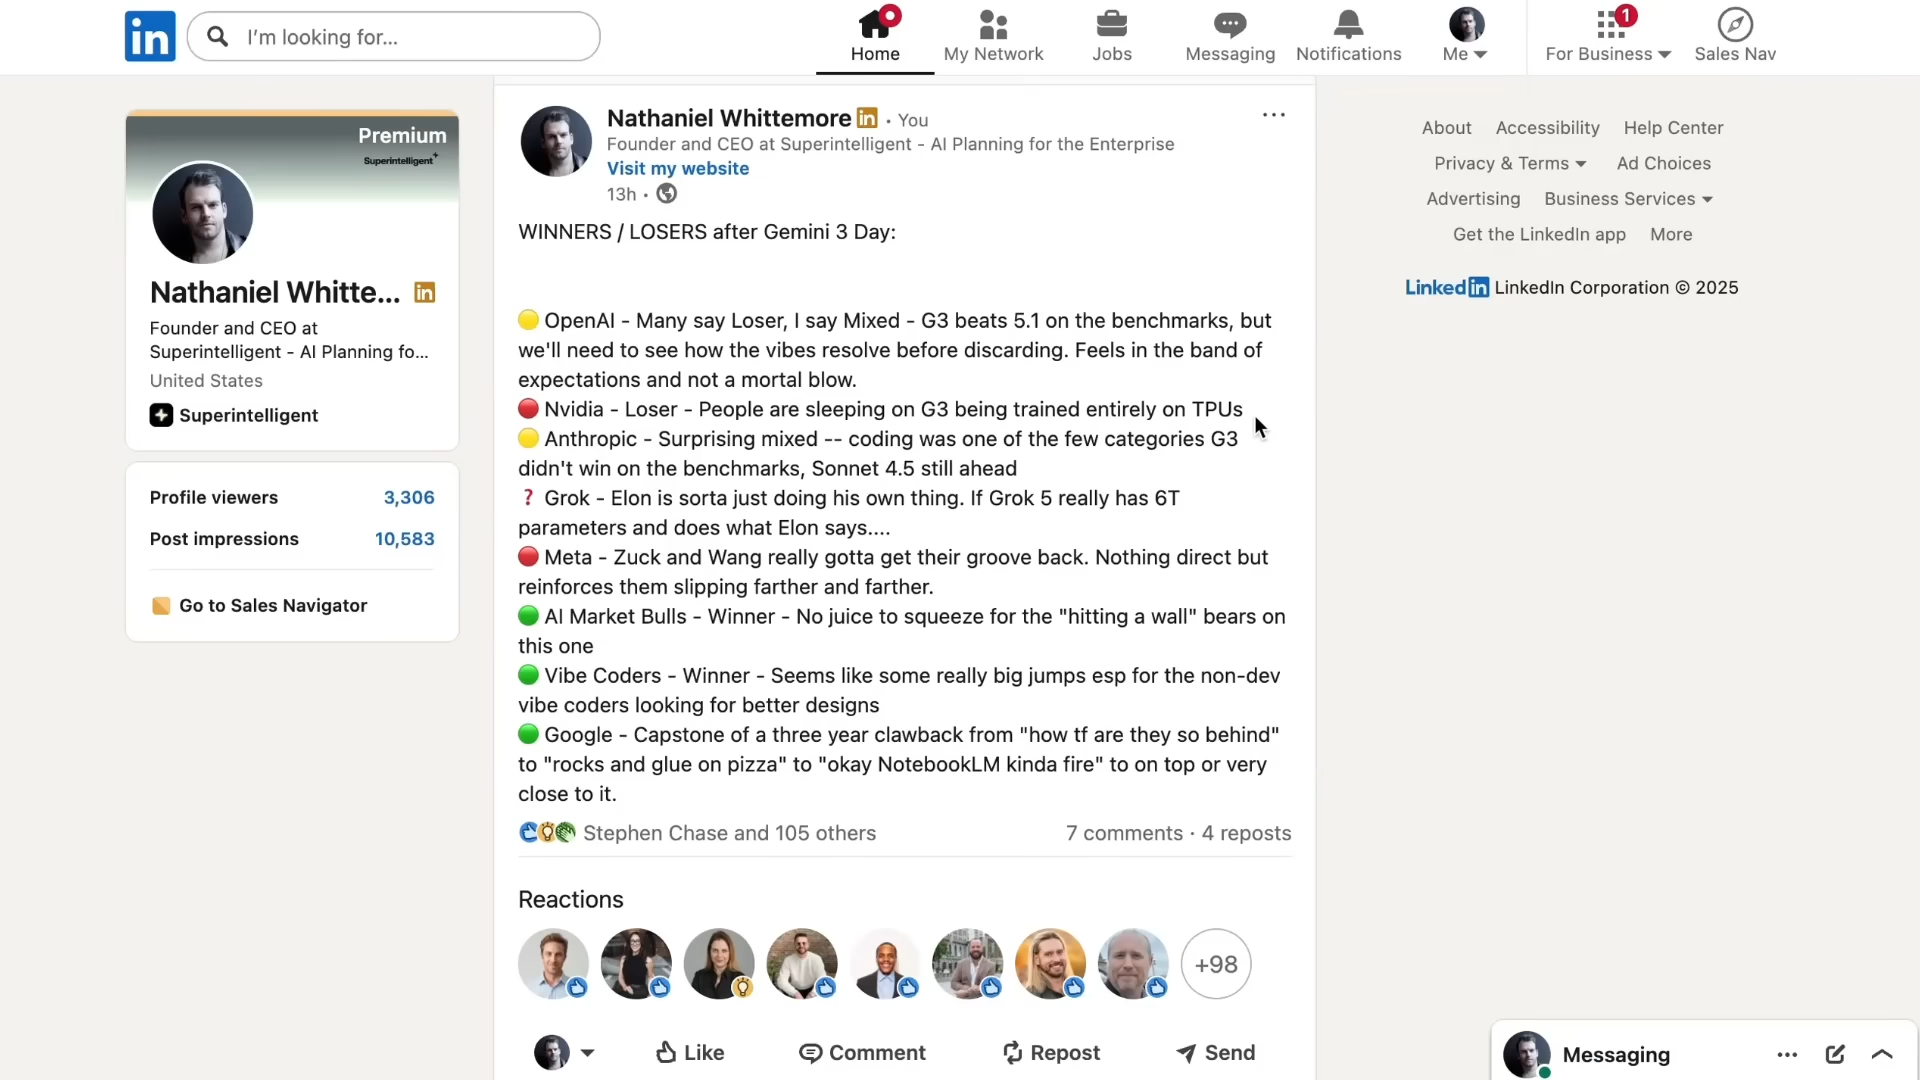 in
I'm looking for...
Home
My Network
Jobs
Messaging
Notifications
Me
1
For Business
Sales Nav
Premium
Superintelligent
Nathaniel Whitte... in
Founder and CEO at
Superintelligent - AI Planning fo...
United States
Superintelligent
Profile viewers 3,306
Post impressions 10,583
Go to Sales Navigator
Nathaniel Whittemore in • You
Founder and CEO at Superintelligent - AI Planning for the Enterprise
Visit my website
13h •
WINNERS / LOSERS after Gemini 3 Day:
🟡 OpenAI - Many say Loser, I say Mixed - G3 beats 5.1 on the benchmarks, but
we'll need to see how the vibes resolve before discarding. Feels in the band of
expectations and not a mortal blow.
🔴 Nvidia - Loser - People are sleeping on G3 being trained entirely on TPUs
🟡 Anthropic - Surprising mixed -- coding was one of the few categories G3
didn't win on the benchmarks, Sonnet 4.5 still ahead
❓ Grok - Elon is sorta just doing his own thing. If Grok 5 really has 6T
parameters and does what Elon says....
🔴 Meta - Zuck and Wang really gotta get their groove back. Nothing direct but
reinforces them slipping farther and farther.
🟢 AI Market Bulls - Winner - No juice to squeeze for the "hitting a wall" bears on
this one
🟢 Vibe Coders - Winner - Seems like some really big jumps esp for the non-dev
vibe coders looking for better designs
🟢 Google - Capstone of a three year clawback from "how tf are they so behind"
to "rocks and glue on pizza" to "okay NotebookLM kinda fire" to on top or very
close to it.
Stephen Chase and 105 others 7 comments · 4 reposts
Reactions
+98
Like
Comment
Repost
Send
About Accessibility Help Center
Privacy & Terms Ad Choices
Advertising Business Services
Get the LinkedIn app More
Linkedin LinkedIn Corporation © 2025
Messaging